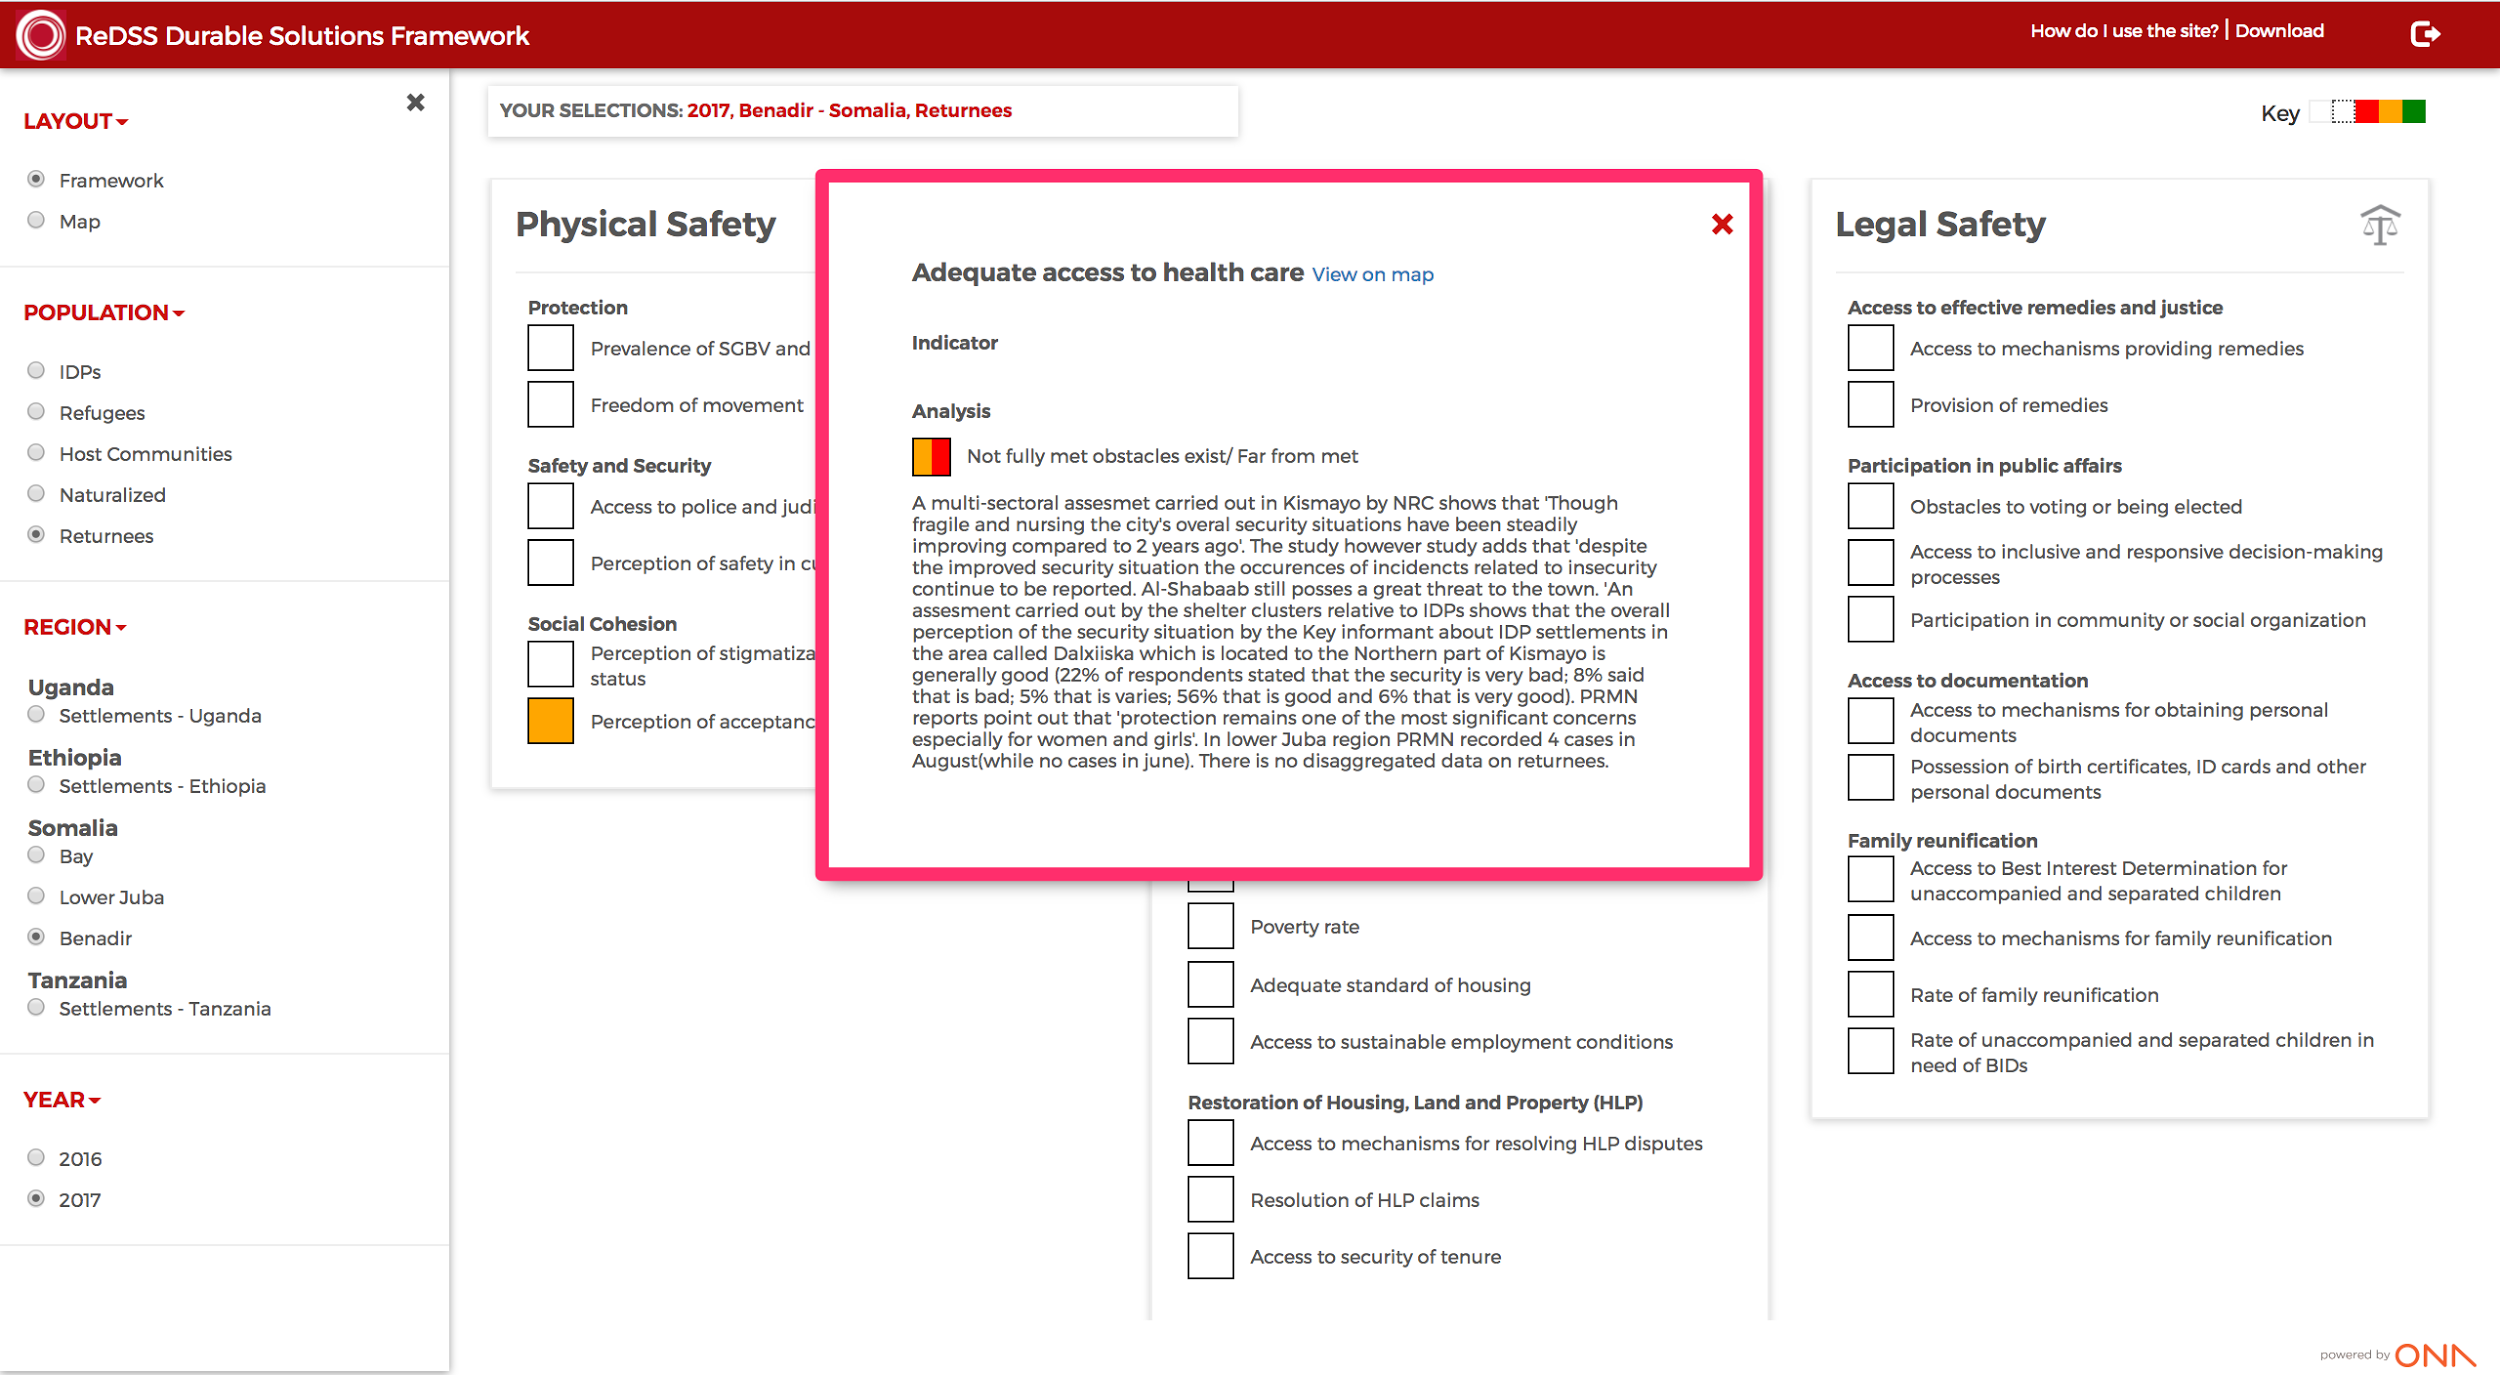 ReDSS Durable Solutions Framework
How do I use the site? | Download
LAYOUT
Framework
Map
POPULATION
IDPs
Refugees
Host Communities
Naturalized
Returnees
REGION
Uganda
Settlements - Uganda
Ethiopia
Settlements - Ethiopia
Somalia
Bay
Lower Juba
Benadir
Tanzania
Settlements - Tanzania
YEAR
2016
2017
YOUR SELECTIONS: 2017, Benadir - Somalia, Returnees
Key
Physical Safety
Protection
Prevalence of SGBV and
Freedom of movement
Safety and Security
Access to police and judi
Perception of safety in cu
Social Cohesion
Perception of stigmatiza
status
Perception of acceptanc
Adequate access to health care View on map
Indicator
Analysis
Not fully met obstacles exist/ Far from met
A multi-sectoral assesmet carried out in Kismayo by NRC shows that 'Though
fragile and nursing the city's overal security situations have been steadily
improving compared to 2 years ago'. The study however study adds that 'despite
the improved security situation the occurences of incidencts related to insecurity
continue to be reported. Al-Shabaab still posses a great threat to the town. 'An
assesment carried out by the shelter clusters relative to IDPs shows that the overall
perception of the security situation by the Key informant about IDP settlements in
the area called Dalxiiska which is located to the Northern part of Kismayo is
generally good (22% of respondents stated that the security is very bad; 8% said
that is bad; 5% that is varies; 56% that is good and 6% that is very good). PRMN
reports point out that 'protection remains one of the most significant concerns
especially for women and girls'. In lower Juba region PRMN recorded 4 cases in
August(while no cases in june). There is no disaggregated data on returnees.
Poverty rate
Adequate standard of housing
Access to sustainable employment conditions
Restoration of Housing, Land and Property (HLP)
Access to mechanisms for resolving HLP disputes
Resolution of HLP claims
Access to security of tenure
Legal Safety
Access to effective remedies and justice
Access to mechanisms providing remedies
Provision of remedies
Participation in public affairs
Obstacles to voting or being elected
Access to inclusive and responsive decision-making
processes
Participation in community or social organization
Access to documentation
Access to mechanisms for obtaining personal
documents
Possession of birth certificates, ID cards and other
personal documents
Family reunification
Access to Best Interest Determination for
unaccompanied and separated children
Access to mechanisms for family reunification
Rate of family reunification
Rate of unaccompanied and separated children in
need of BIDs
powered by ONA